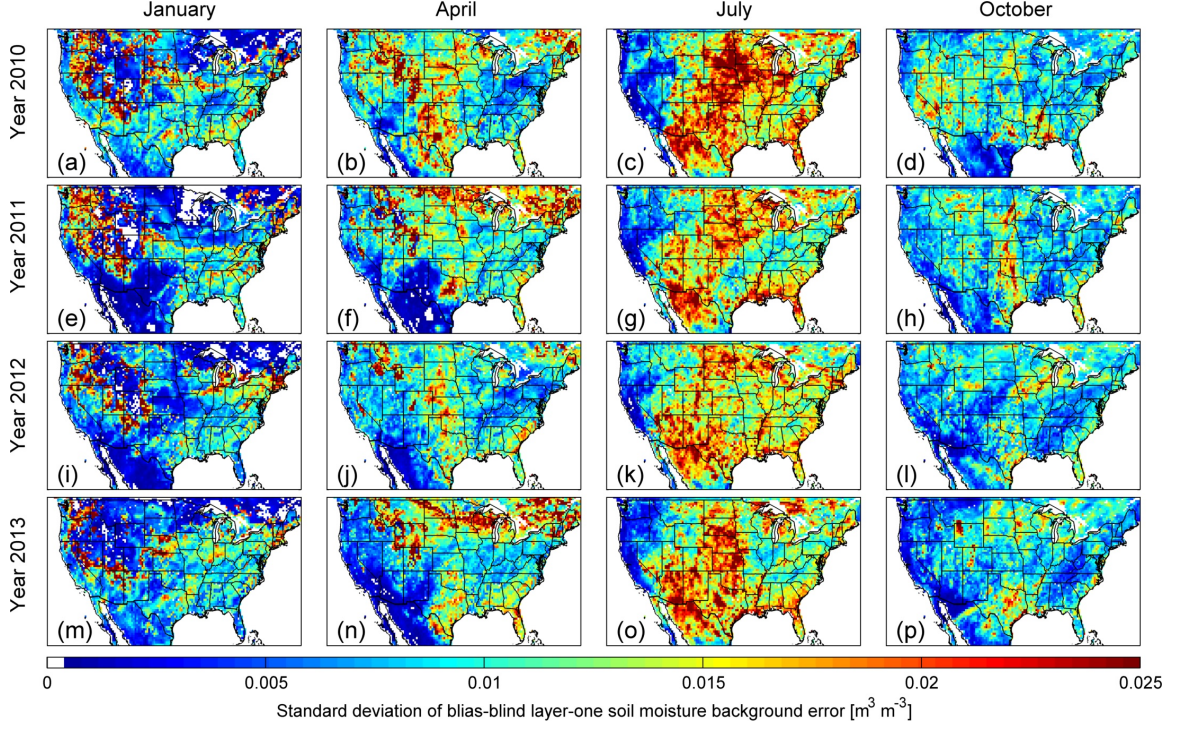 January April July October
Year 2010
(a) (b) (c) (d)
Year 2011
(e) (f) (g) (h)
Year 2012
(i) (j) (k) (l)
Year 2013
(m) (n) (o) (p)
0 0.005 0.01 0.015 0.02 0.025
Standard deviation of blias-blind layer-one soil moisture background error [m³ m⁻³]